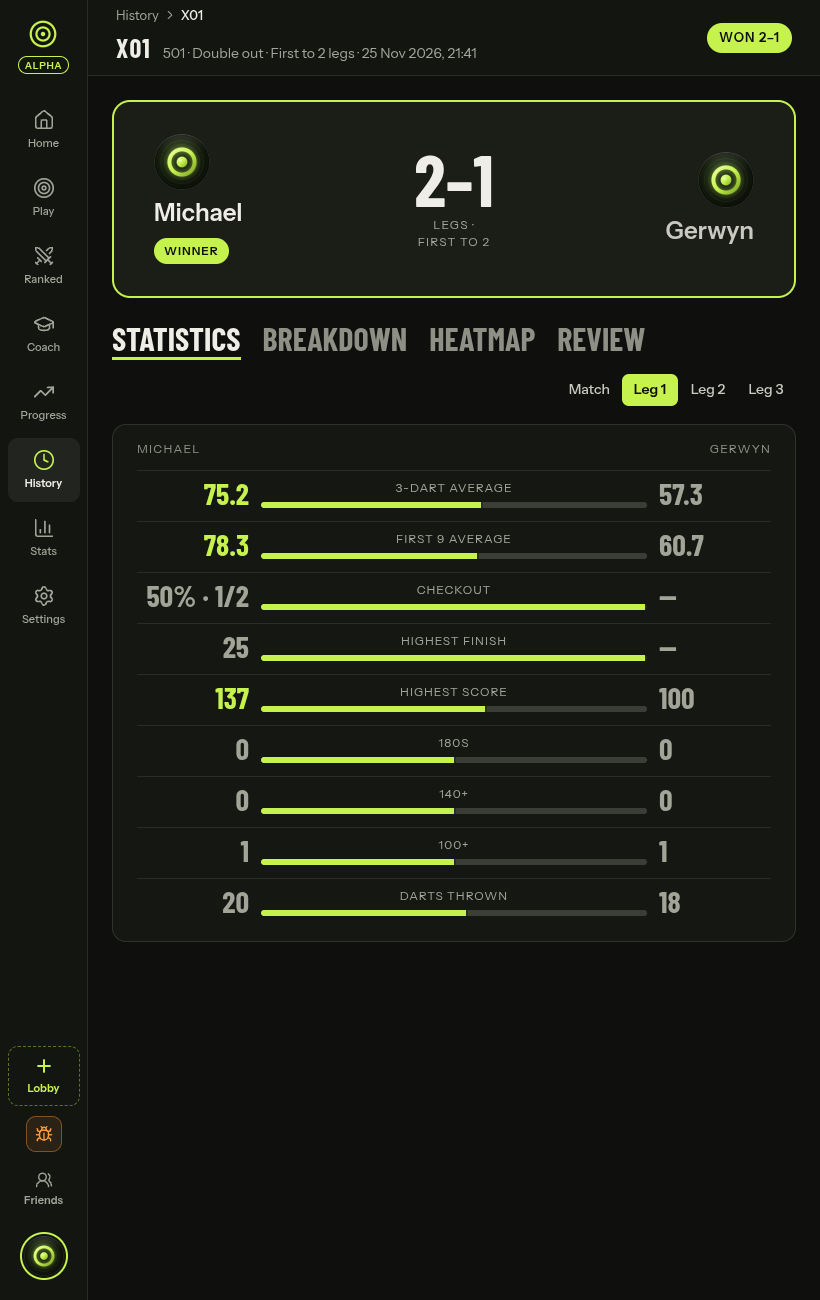 History > X01
X01 501 · Double out · First to 2 legs · 25 Nov 2026, 21:41
WON 2–1
ALPHA
Home
Play
Ranked
Coach
Progress
History
Stats
Settings
Lobby
Friends
Michael
WINNER
2–1
LEGS ·
FIRST TO 2
Gerwyn
STATISTICS BREAKDOWN HEATMAP REVIEW
Match Leg 1 Leg 2 Leg 3
MICHAEL GERWYN
75.2 3-DART AVERAGE 57.3
78.3 FIRST 9 AVERAGE 60.7
50% · 1/2 CHECKOUT –
25 HIGHEST FINISH –
137 HIGHEST SCORE 100
0 180S 0
0 140+ 0
1 100+ 1
20 DARTS THROWN 18